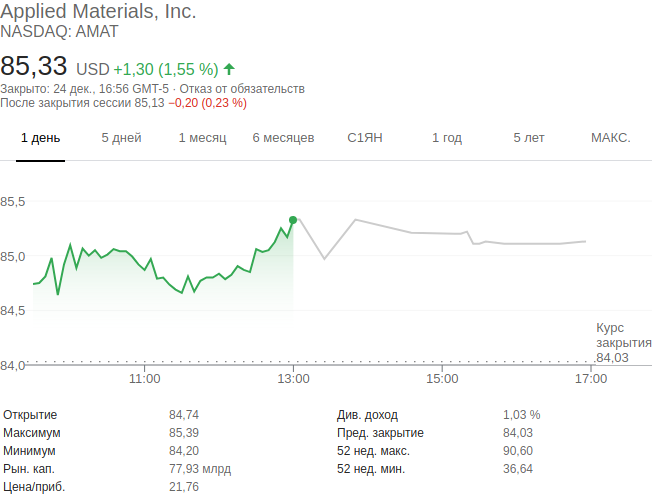 Applied Materials, Inc.
NASDAQ: AMAT
85,33 USD +1,30 (1,55 %)
Закрыто: 24 дек., 16:56 GMT-5 · Отказ от обязательств
После закрытия сессии 85,13 −0,20 (0,23 %)
1 день 5 дней 1 месяц 6 месяцев С1ЯН 1 год 5 лет МАКС.
85,5
85,0
84,5
Курс
закрытия
84,03
84,0
11:00 13:00 15:00 17:00
Открытие 84,74 Див. доход 1,03 %
Максимум 85,39 Пред. закрытие 84,03
Минимум 84,20 52 нед. макс. 90,60
Рын. кап. 77,93 млрд 52 нед. мин. 36,64
Цена/приб. 21,76